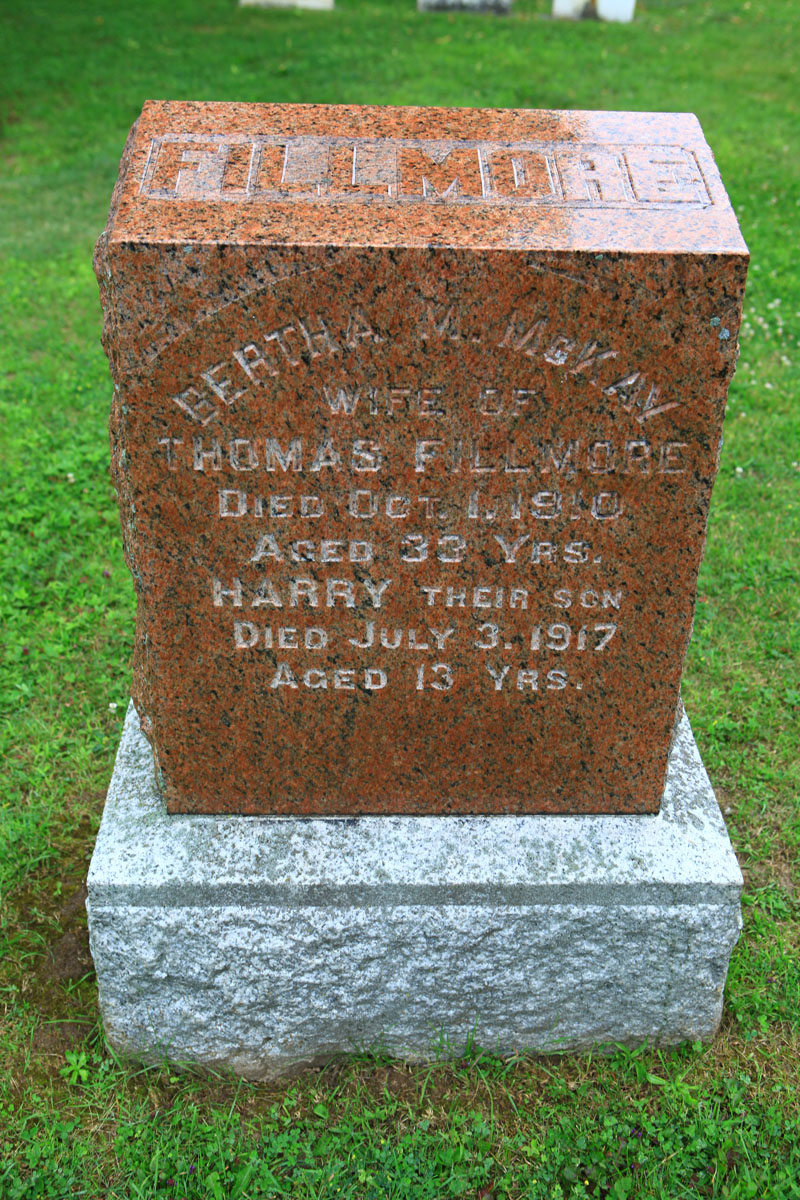 FILLMORE
BERTHA M. McKAY
WIFE OF
THOMAS FILLMORE
DIED OCT. 1, 1910
AGED 33 YRS.
HARRY THEIR SON
DIED JULY 3, 1917
AGED 13 YRS.